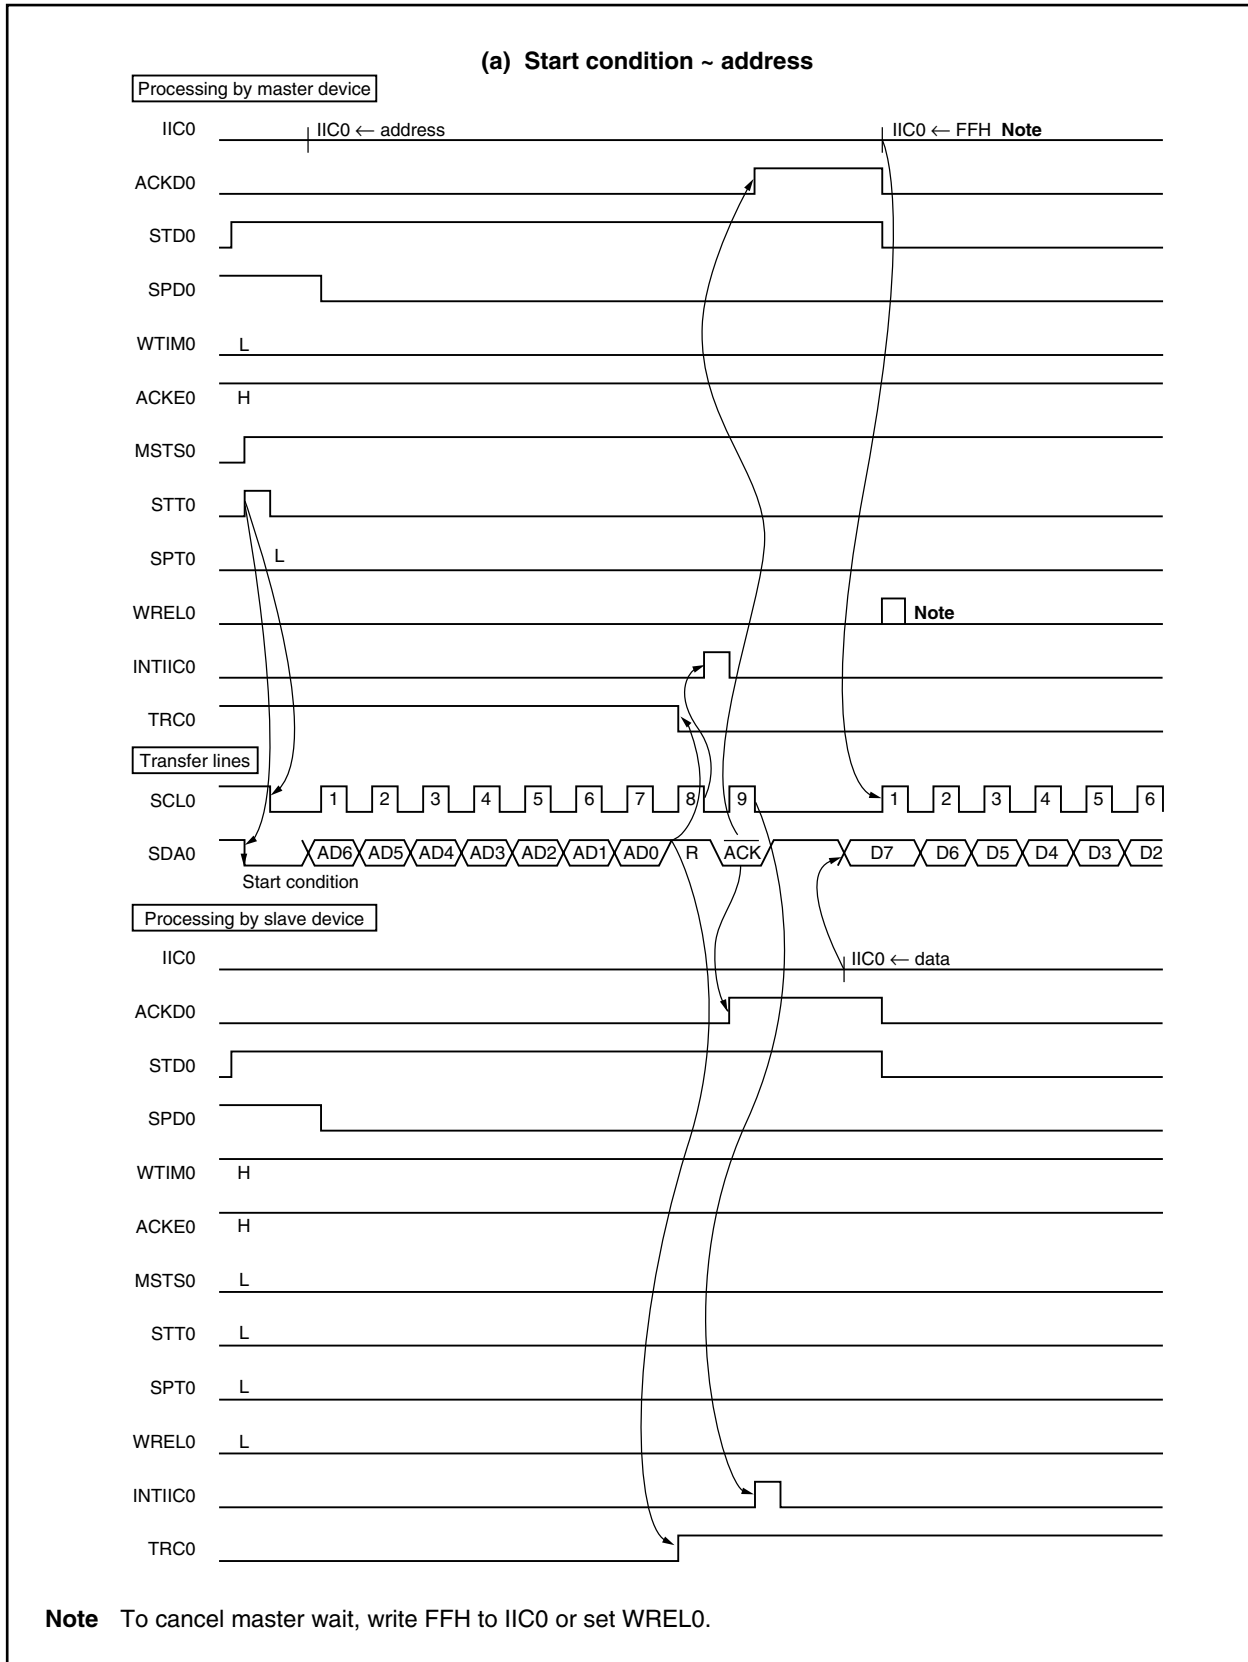 (a) Start condition ~ address
Processing by master device
IIC0 IIC0 ← address IIC0 ← FFH Note
ACKD0
STD0
SPD0
WTIM0 L
ACKE0 H
MSTS0
STT0
SPT0 L
WREL0 Note
INTIIC0
TRC0
Transfer lines
SCL0 1 2 3 4 5 6 7 8 9 1 2 3 4 5 6
SDA0 AD6 AD5 AD4 AD3 AD2 AD1 AD0 R ACK D7 D6 D5 D4 D3 D2
Start condition
Processing by slave device
IIC0 IIC0 ← data
ACKD0
STD0
SPD0
WTIM0 H
ACKE0 H
MSTS0 L
STT0 L
SPT0 L
WREL0 L
INTIIC0
TRC0
Note To cancel master wait, write FFH to IIC0 or set WREL0.